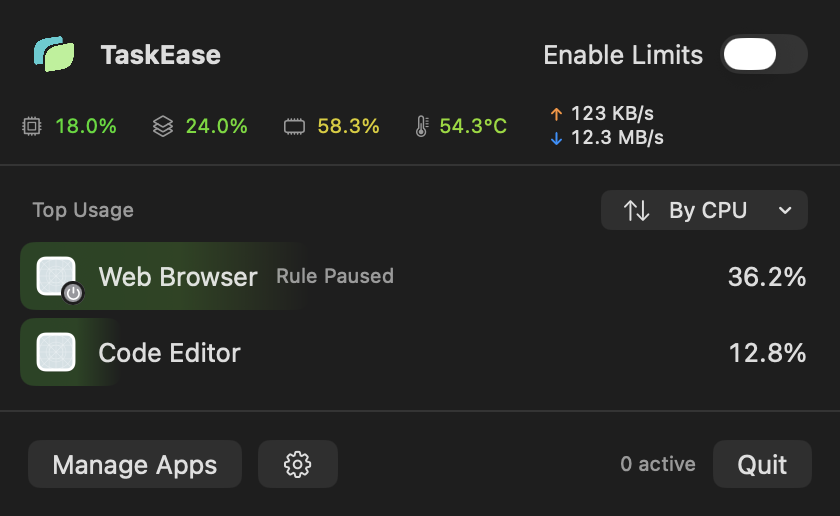 TaskEase Enable Limits
18.0% 24.0% 58.3% 54.3°C ↑ 123 KB/s
↓ 12.3 MB/s
Top Usage By CPU
Web Browser Rule Paused 36.2%
Code Editor 12.8%
Manage Apps 0 active Quit